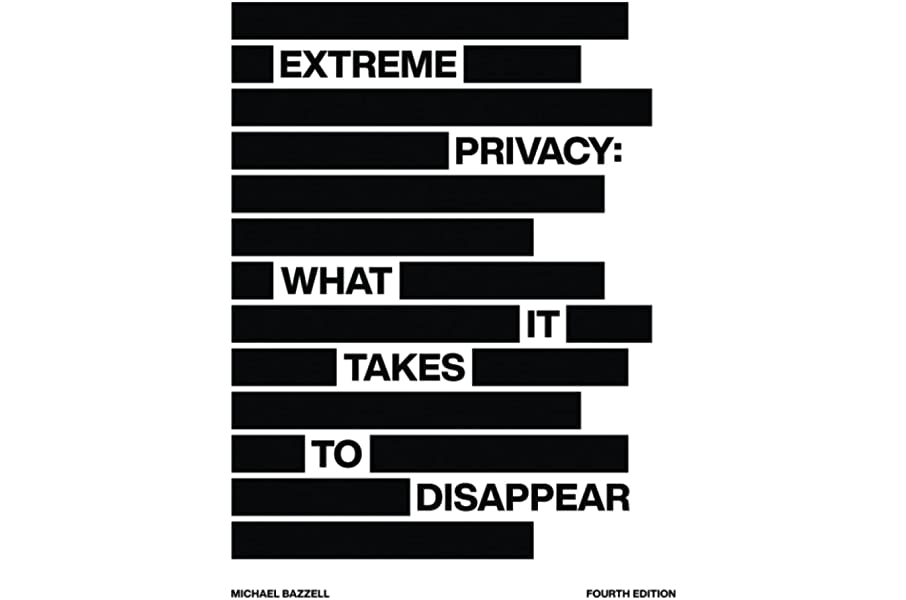 EXTREME
PRIVACY:
WHAT
IT
TAKES
TO
DISAPPEAR
MICHAEL BAZZELL
FOURTH EDITION